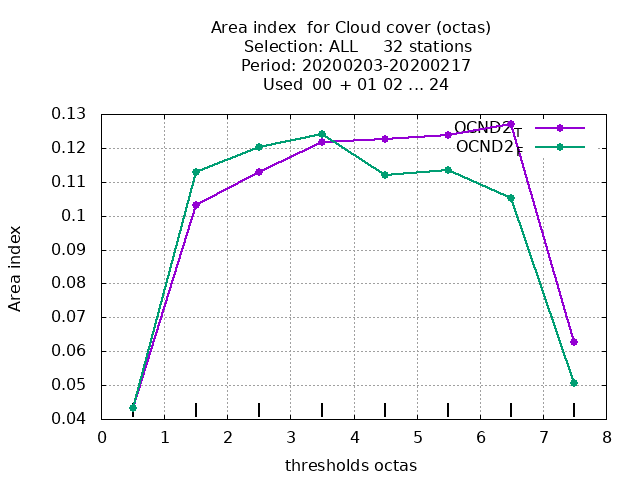 Area index  for Cloud cover (octas)
Selection: ALL     32 stations
Period: 20200203-20200217
Used  00 + 01 02 ... 24
0.13
0.12
0.11
0.1
0.09
0.08
0.07
0.06
0.05
0.04
Area index
OCND2_T
OCND2_F
0 1 2 3 4 5 6 7 8
thresholds octas